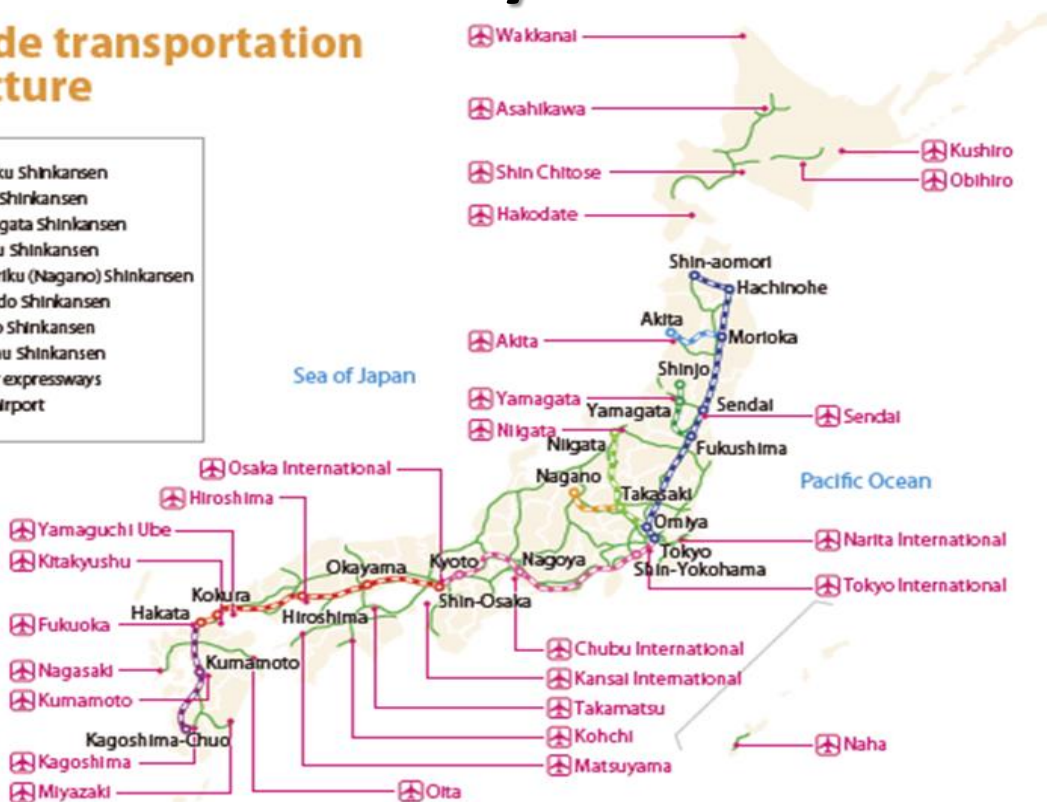 de transportation
cture
ku Shinkansen
Shinkansen
gata Shinkansen
u Shinkansen
riku (Nagano) Shinkansen
do Shinkansen
o Shinkansen
hu Shinkansen
expressways
airport
Wakkanai
Asahikawa
Kushiro
Shin Chitose
Obihiro
Hakodate
Shin-aomori
Hachinohe
Akita
Morioka
Akita
Shinjo
Sea of Japan
Yamagata
Yamagata
Sendai
Sendai
Niigata
Niigata
Fukushima
Osaka International
Nagano
Takasaki
Pacific Ocean
Hiroshima
Omiya
Yamaguchi Ube
Narita International
Kitakyushu
Okayama
Kyoto
Nagoya
Tokyo
Shin-Yokohama
Tokyo International
Kokura
Shin-Osaka
Hakata
Hiroshima
Fukuoka
Chubu International
Kumamoto
Nagasaki
Kansai International
Kumamoto
Takamatsu
Kagoshima-Chuo
Kohchi
Naha
Kagoshima
Matsuyama
Miyazaki
Oita